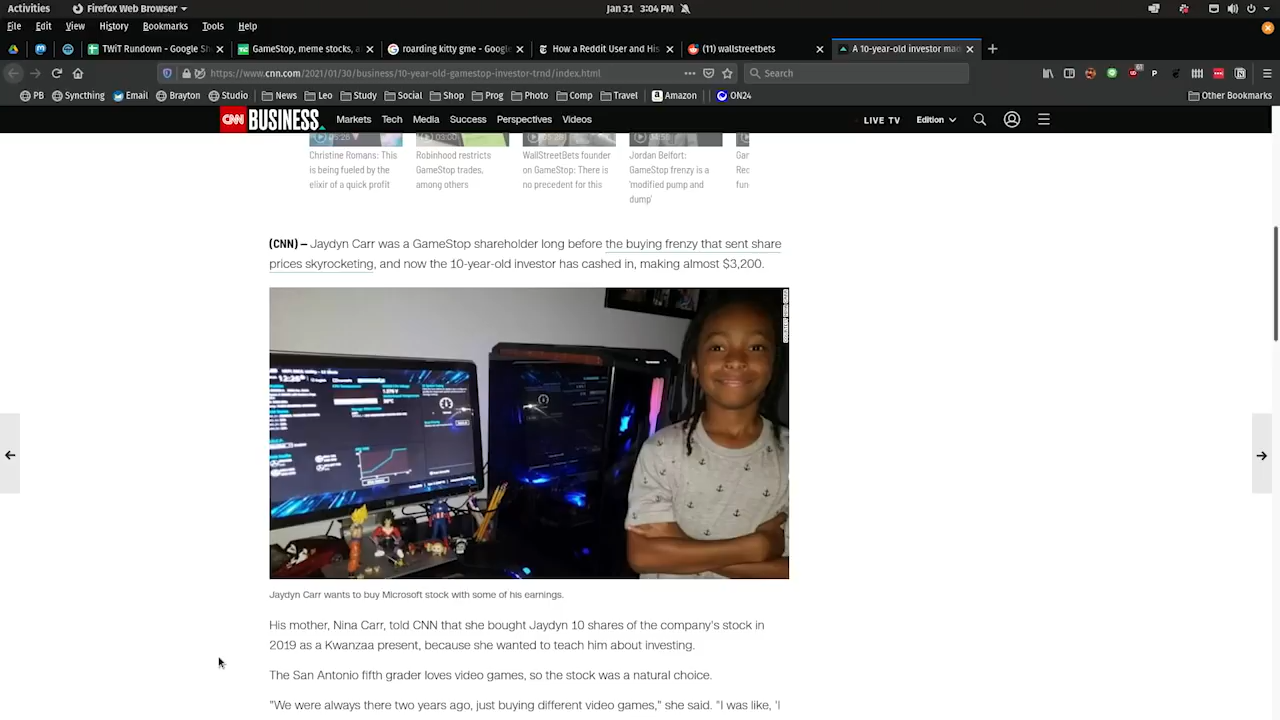 Activities Firefox Web Browser Jan 31 3:04 PM
File Edit View History Bookmarks Tools Help
TWiT Rundown - Google Sh GameStop, meme stocks, a roarding kitty gme - Google How a Reddit User and His (11) wallstreetbets A 10-year-old investor mad
https://www.cnn.com/2021/01/30/business/10-year-old-gamestop-investor-trnd/index.html Search
PB Syncthing Email Brayton Studio News Leo Study Social Shop Prog Photo Comp Travel Amazon ON24 Other Bookmarks
CNN BUSINESS Markets Tech Media Success Perspectives Videos LIVE TV Edition
Christine Romans: This Robinhood restricts WallStreetBets founder Jordan Belfort: Gar
is being fueled by the GameStop trades, on GameStop: There is GameStop frenzy is a Rec
elixir of a quick profit among others no precedent for this 'modified pump and fun
dump'
(CNN) — Jaydyn Carr was a GameStop shareholder long before the buying frenzy that sent share
prices skyrocketing, and now the 10-year-old investor has cashed in, making almost $3,200.
Jaydyn Carr wants to buy Microsoft stock with some of his earnings.
His mother, Nina Carr, told CNN that she bought Jaydyn 10 shares of the company's stock in
2019 as a Kwanzaa present, because she wanted to teach him about investing.
The San Antonio fifth grader loves video games, so the stock was a natural choice.
"We were always there two years ago, just buying different video games," she said. "I was like, 'I